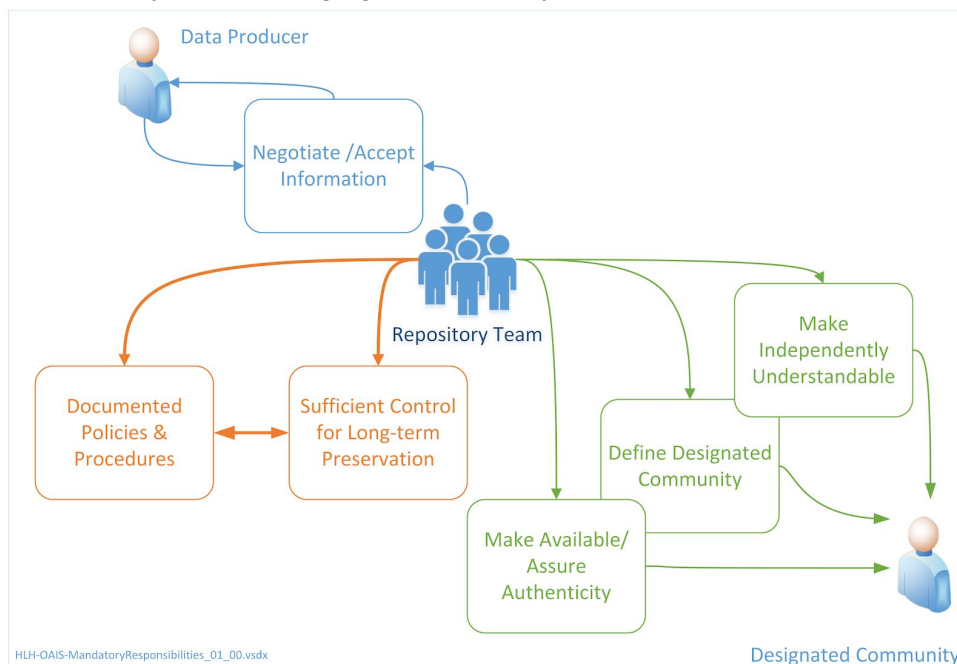 Data Producer
Negotiate /Accept
Information
Repository Team
Make
Independently
Understandable
Documented
Policies &
Procedures
Sufficient Control
for Long-term
Preservation
Define Designated
Community
Make Available/
Assure
Authenticity
HLH-OAIS-MandatoryResponsibilities_01_00.vsdx
Designated Community